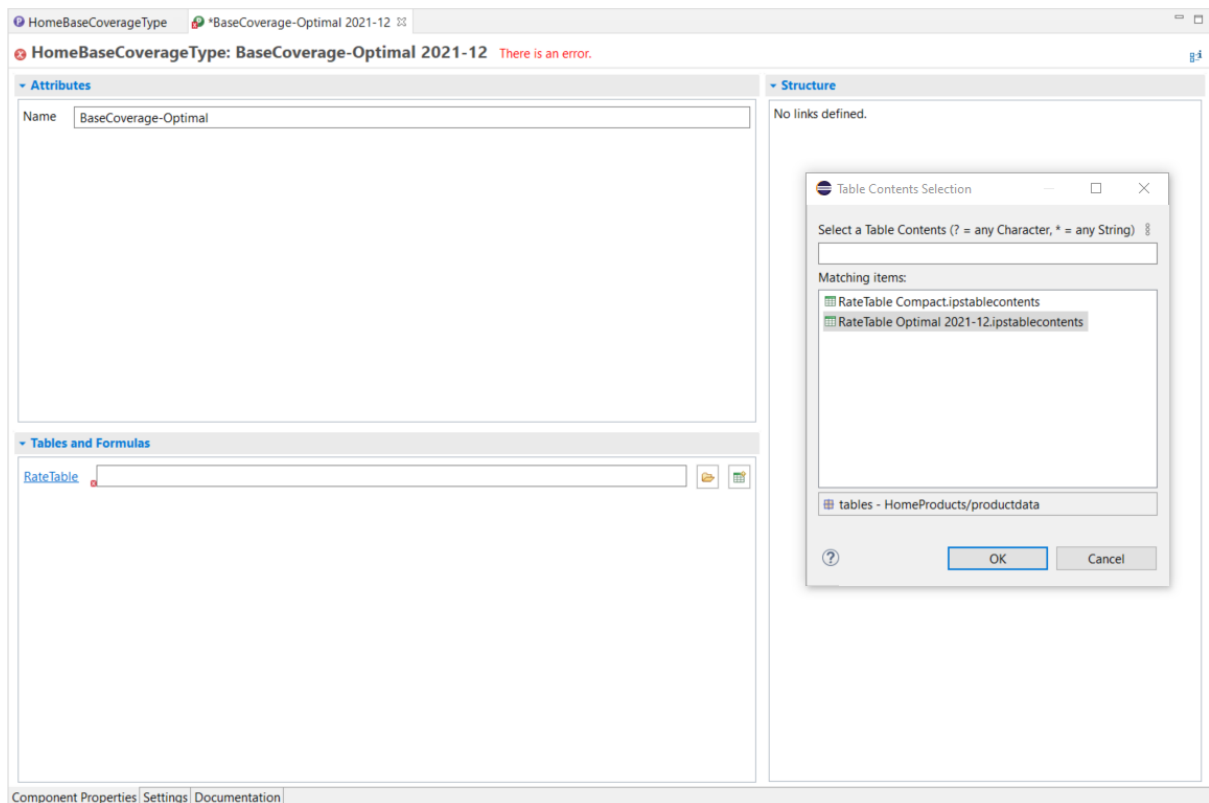 HomeBaseCoverageType
*BaseCoverage-Optimal 2021-12
HomeBaseCoverageType: BaseCoverage-Optimal 2021-12 There is an error.
Attributes
Name BaseCoverage-Optimal
Tables and Formulas
RateTable
Structure
No links defined.
Table Contents Selection
Select a Table Contents (? = any Character, * = any String)
Matching items:
RateTable Compact.ipstablecontents
RateTable Optimal 2021-12.ipstablecontents
tables - HomeProducts/productdata
OK Cancel
Component Properties Settings Documentation